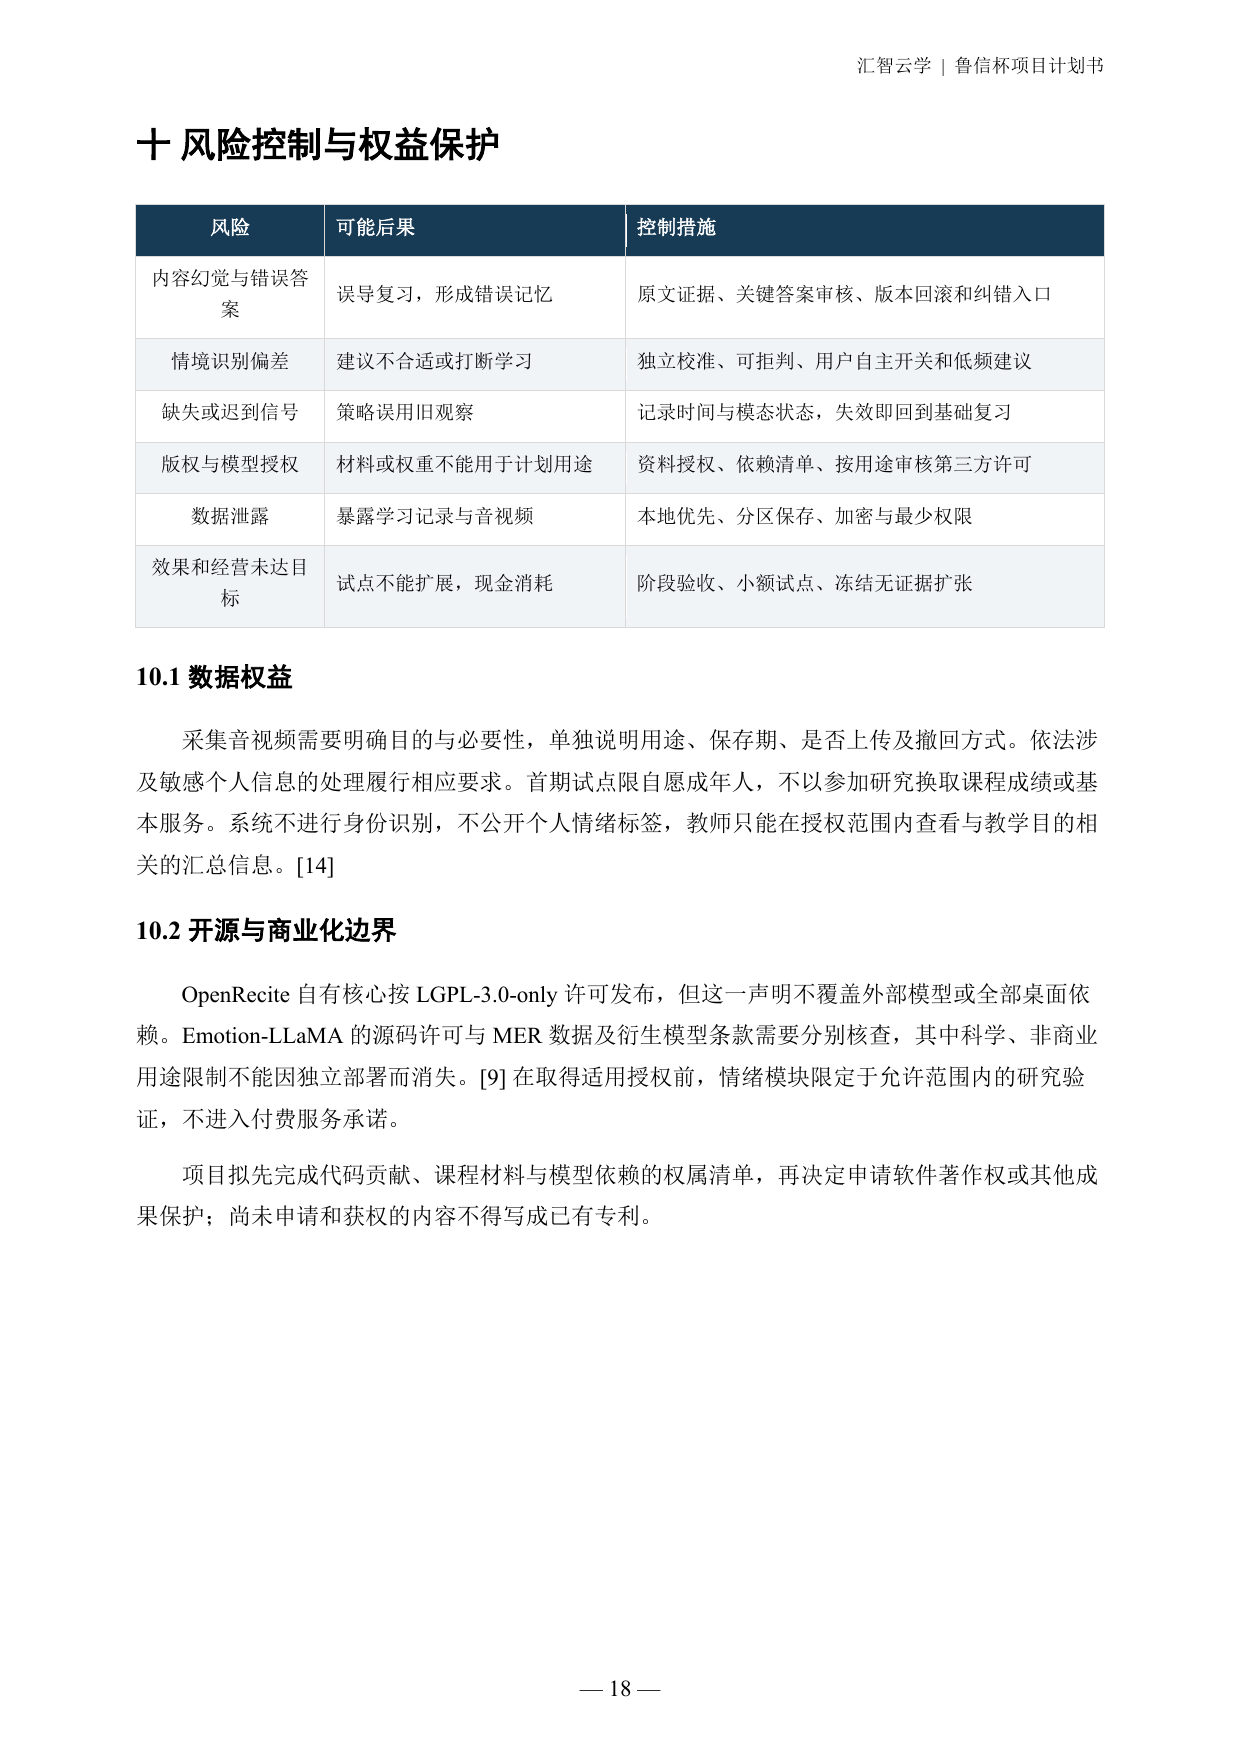 汇智云学 | 鲁信杯项目计划书
十 风险控制与权益保护
风险 可能后果 控制措施
内容幻觉与错误答
案
误导复习，形成错误记忆 原文证据、关键答案审核、版本回滚和纠错入口
情境识别偏差 建议不合适或打断学习 独立校准、可拒判、用户自主开关和低频建议
缺失或迟到信号 策略误用旧观察 记录时间与模态状态，失效即回到基础复习
版权与模型授权 材料或权重不能用于计划用途 资料授权、依赖清单、按用途审核第三方许可
数据泄露 暴露学习记录与音视频 本地优先、分区保存、加密与最少权限
效果和经营未达目
标
试点不能扩展，现金消耗 阶段验收、小额试点、冻结无证据扩张
10.1 数据权益
采集音视频需要明确目的与必要性，单独说明用途、保存期、是否上传及撤回方式。依法涉
及敏感个人信息的处理履行相应要求。首期试点限自愿成年人，不以参加研究换取课程成绩或基
本服务。系统不进行身份识别，不公开个人情绪标签，教师只能在授权范围内查看与教学目的相
关的汇总信息。[14]
10.2 开源与商业化边界
OpenRecite 自有核心按 LGPL-3.0-only 许可发布，但这一声明不覆盖外部模型或全部桌面依
赖。Emotion-LLaMA 的源码许可与 MER 数据及衍生模型条款需要分别核查，其中科学、非商业
用途限制不能因独立部署而消失。[9] 在取得适用授权前，情绪模块限定于允许范围内的研究验
证，不进入付费服务承诺。
项目拟先完成代码贡献、课程材料与模型依赖的权属清单，再决定申请软件著作权或其他成
果保护；尚未申请和获权的内容不得写成已有专利。
— 18 —